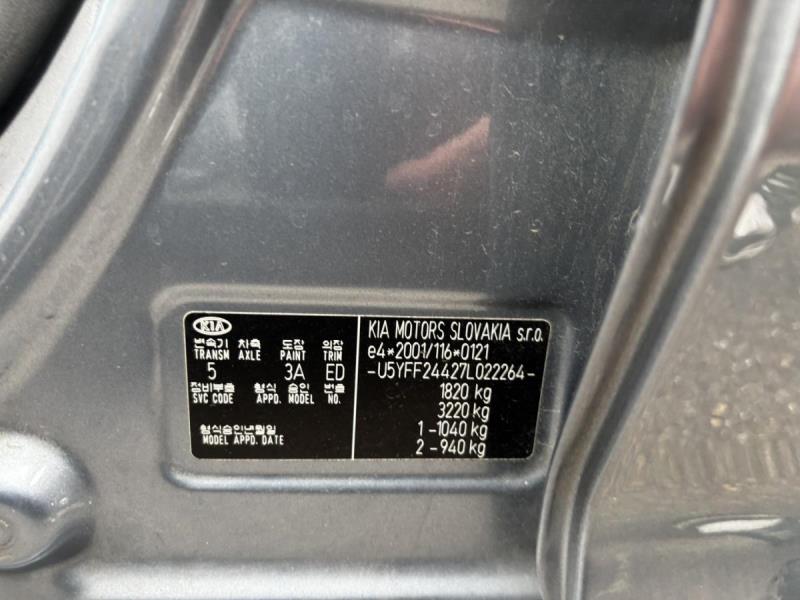 KIA
변속기 차축 도장 의장
TRANSM AXLE PAINT TRIM
5 3A ED
정비부호 형식 승인 번호
SVC CODE APPD. MODEL NO.
형식승인년월일
MODEL APPD. DATE
KIA MOTORS SLOVAKIA s.r.o.
e4*2001/116*0121
-U5YFF24427L022264-
1820 kg
3220 kg
1 -1040 kg
2 -940 kg